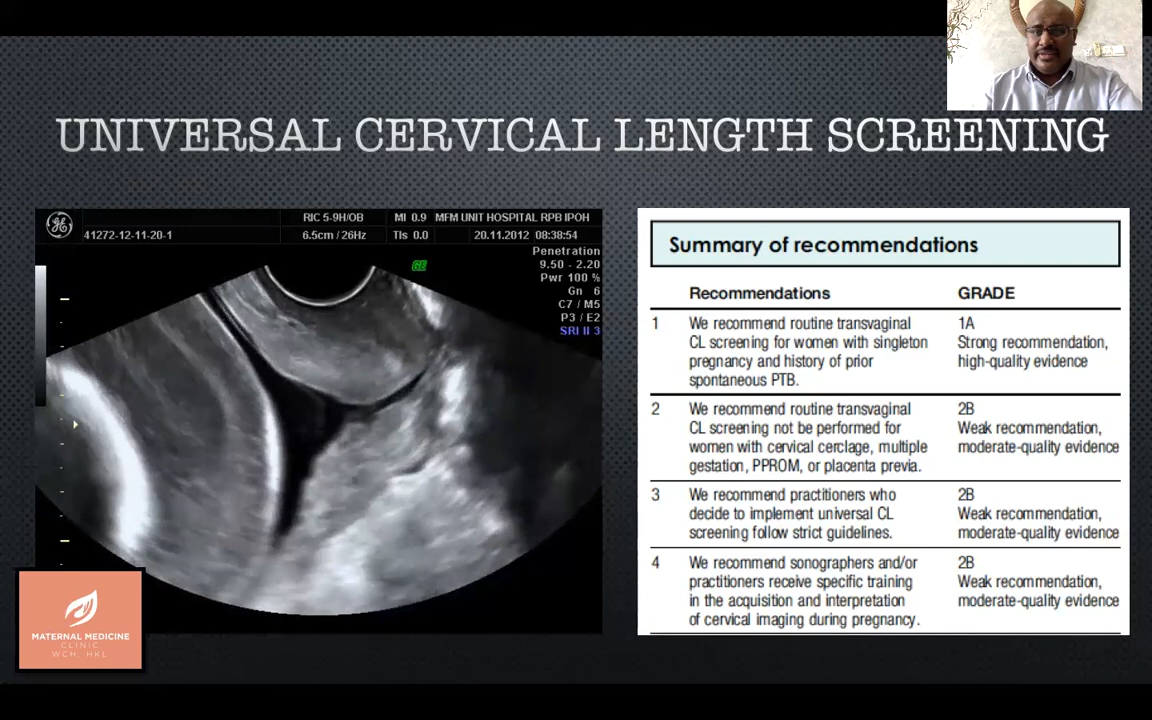 UNIVERSAL CERVICAL LENGTH SCREENING
GE
RIC 5-9H/OB MI 0.9 MFM UNIT HOSPITAL RPB IPOH
41272-12-11-20-1 6.5cm / 26Hz TIs 0.0 20.11.2012 08:38:54
Penetration
9.50 - 2.20
Pwr 100 %
Gn 6
C7 / M5
P3 / E2
SRI II 3
GE
MATERNAL MEDICINE
CLINIC
WCH, HKL
Summary of recommendations
Recommendations GRADE
1 We recommend routine transvaginal 1A
CL screening for women with singleton Strong recommendation,
pregnancy and history of prior high-quality evidence
spontaneous PTB.
2 We recommend routine transvaginal 2B
CL screening not be performed for Weak recommendation,
women with cervical cerclage, multiple moderate-quality evidence
gestation, PPROM, or placenta previa.
3 We recommend practitioners who 2B
decide to implement universal CL Weak recommendation,
screening follow strict guidelines. moderate-quality evidence
4 We recommend sonographers and/or 2B
practitioners receive specific training Weak recommendation,
in the acquisition and interpretation moderate-quality evidence
of cervical imaging during pregnancy.